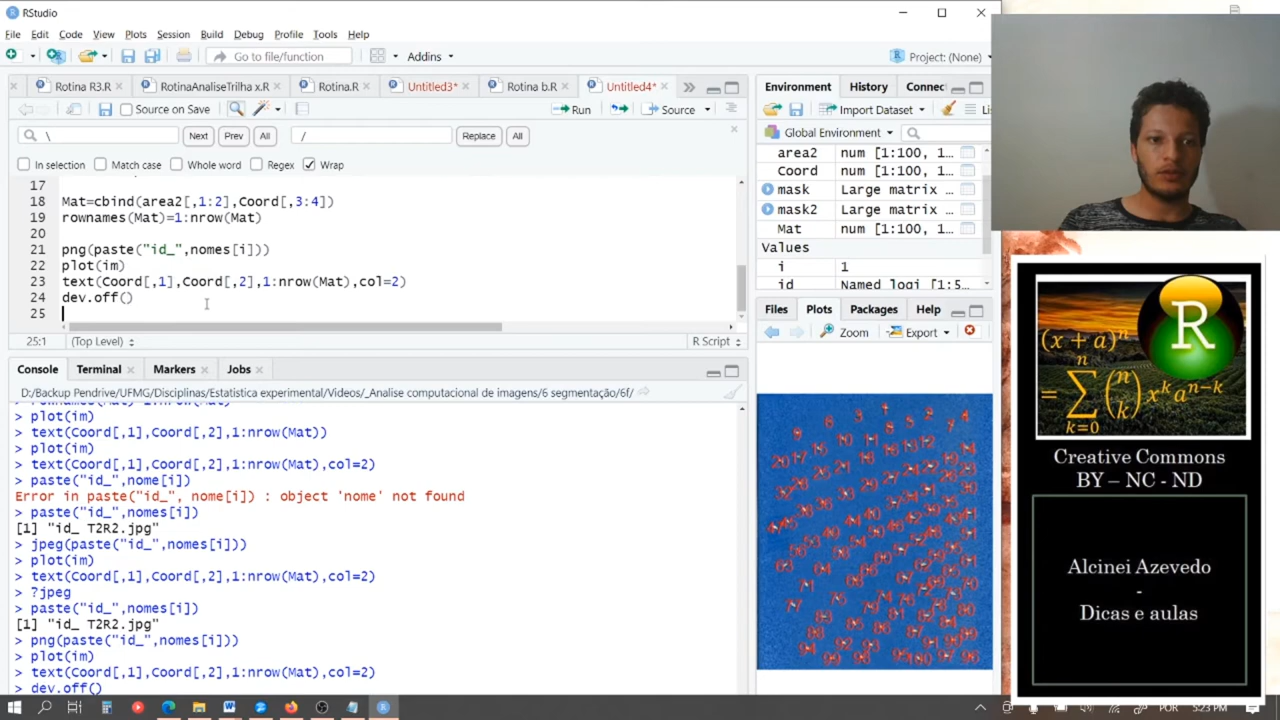 RStudio
File Edit Code View Plots Session Build Debug Profile Tools Help
Go to file/function Addins Project: (None)
Rotina R3.R RotinaAnaliseTrilha x.R Rotina.R Untitled3* Rotina b.R Untitled4*
Source on Save Run Source
\ Next Prev All / Replace All
In selection Match case Whole word Regex Wrap
17
18 Mat=cbind(area2[,1:2],Coord[,3:4])
19 rownames(Mat)=1:nrow(Mat)
20
21 png(paste("id_",nomes[i]))
22 plot(im)
23 text(Coord[,1],Coord[,2],1:nrow(Mat),col=2)
24 dev.off()
25
25:1 (Top Level) R Script
Console Terminal Markers Jobs
D:/Backup Pendrive/UFMG/Disciplinas/Estatística experimental/Videos/_Analise computacional de imagens/6 segmentação/6f/
> plot(im)
> text(Coord[,1],Coord[,2],1:nrow(Mat))
> plot(im)
> text(Coord[,1],Coord[,2],1:nrow(Mat),col=2)
> paste("id_",nome[i])
Error in paste("id_", nome[i]) : object 'nome' not found
> paste("id_",nomes[i])
[1] "id_ T2R2.jpg"
> jpeg(paste("id_",nomes[i]))
> plot(im)
> text(Coord[,1],Coord[,2],1:nrow(Mat),col=2)
> ?jpeg
> paste("id_",nomes[i])
[1] "id_ T2R2.jpg"
> png(paste("id_",nomes[i]))
> plot(im)
> text(Coord[,1],Coord[,2],1:nrow(Mat),col=2)
> dev.off()
Environment History Connec
Import Dataset Li
Global Environment
area2 num [1:100, 1…
Coord num [1:100, 1…
mask Large matrix
mask2 Large matrix
Mat num [1:100, 1…
Values
i 1
id Named logi [1:5…
Files Plots Packages Help
Zoom Export
R
(x + a)^n
= ∑ n k=0 (n k) x^k a^{n-k}
Creative Commons
BY – NC - ND
Alcinei Azevedo
-
Dicas e aulas
POR 5:23 PM